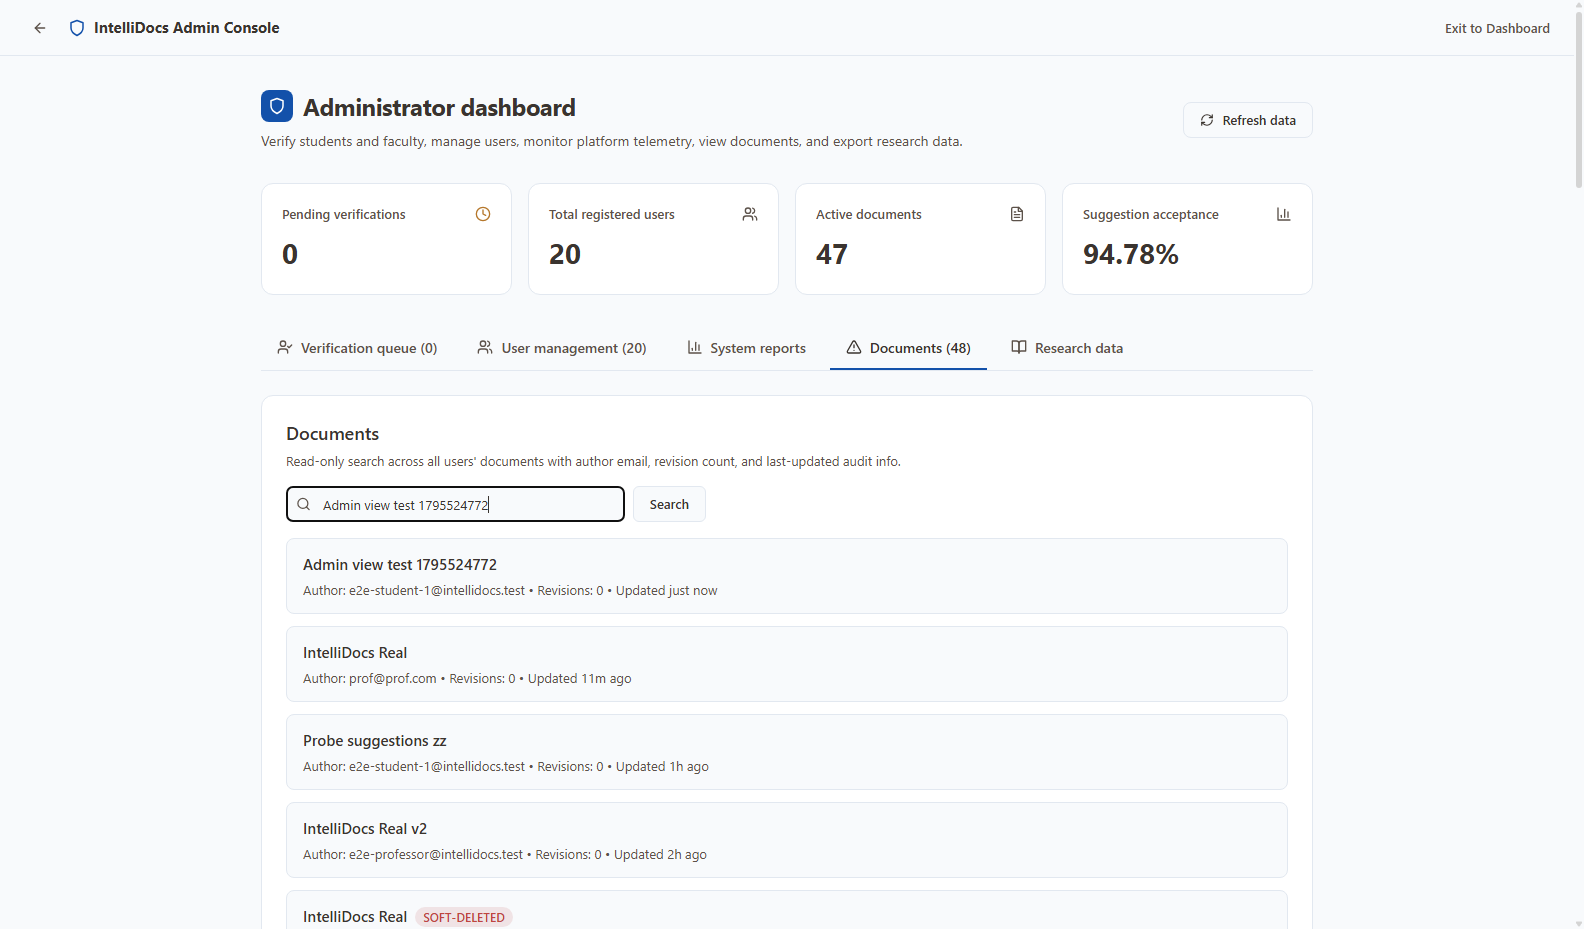 IntelliDocs Admin Console
Exit to Dashboard
Administrator dashboard
Verify students and faculty, manage users, monitor platform telemetry, view documents, and export research data.
Refresh data
Pending verifications
0
Total registered users
20
Active documents
47
Suggestion acceptance
94.78%
Verification queue (0)
User management (20)
System reports
Documents (48)
Research data
Documents
Read-only search across all users' documents with author email, revision count, and last-updated audit info.
Admin view test 1795524772
Search
Admin view test 1795524772
Author: e2e-student-1@intellidocs.test • Revisions: 0 • Updated just now
IntelliDocs Real
Author: prof@prof.com • Revisions: 0 • Updated 11m ago
Probe suggestions zz
Author: e2e-student-1@intellidocs.test • Revisions: 0 • Updated 1h ago
IntelliDocs Real v2
Author: e2e-professor@intellidocs.test • Revisions: 0 • Updated 2h ago
IntelliDocs Real SOFT-DELETED